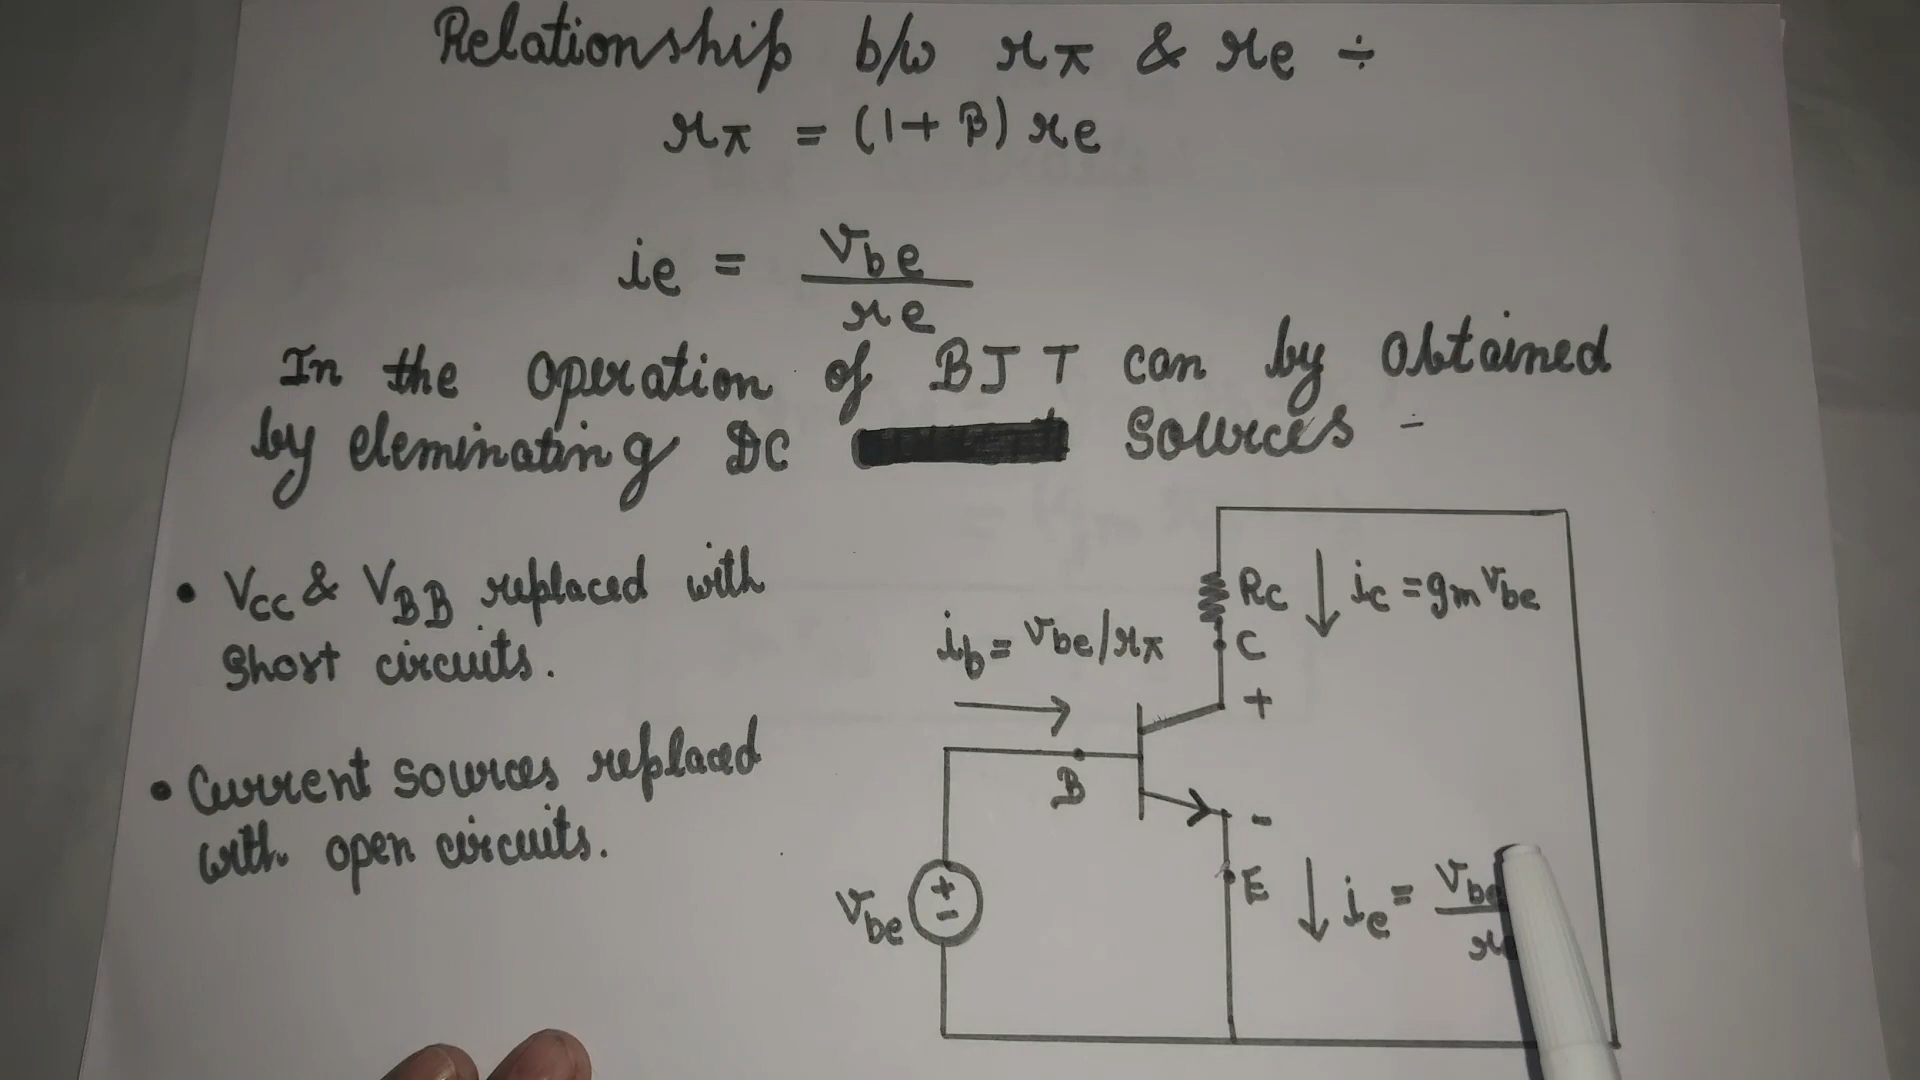 Relationship b/w rπ & re ÷
rπ = (1+ β) re
ie = Vbe / re
In the operation of BJT can by obtained
by eleminating DC Sources -
• VCC & VBB replaced with
Short circuits.
• Current sources replaced
with open circuits.
RC ↓ ic = gm Vbe
ib = Vbe/rπ
C
+
B
-
E ↓ ie =
Vbe + -